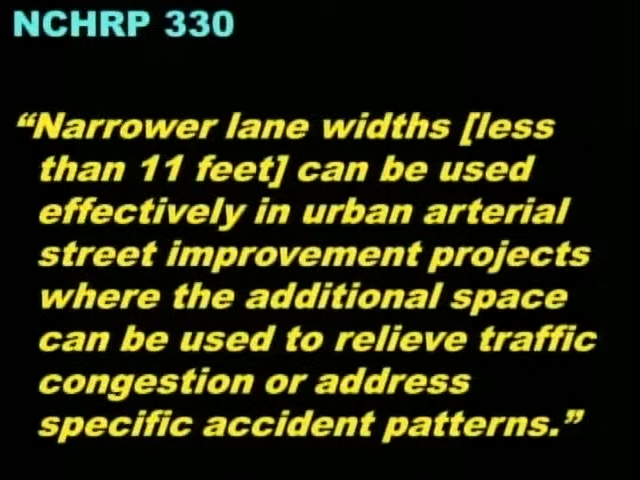 NCHRP 330
“Narrower lane widths [less
than 11 feet] can be used
effectively in urban arterial
street improvement projects
where the additional space
can be used to relieve traffic
congestion or address
specific accident patterns.”